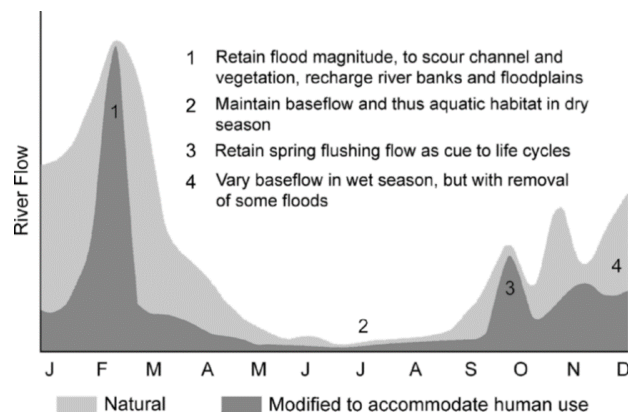 1 Retain flood magnitude, to scour channel and
vegetation, recharge river banks and floodplains
2 Maintain baseflow and thus aquatic habitat in dry
season
3 Retain spring flushing flow as cue to life cycles
4 Vary baseflow in wet season, but with removal
of some floods
River Flow
1
2
3
4
J F M A M J J A S O N D
Natural Modified to accommodate human use